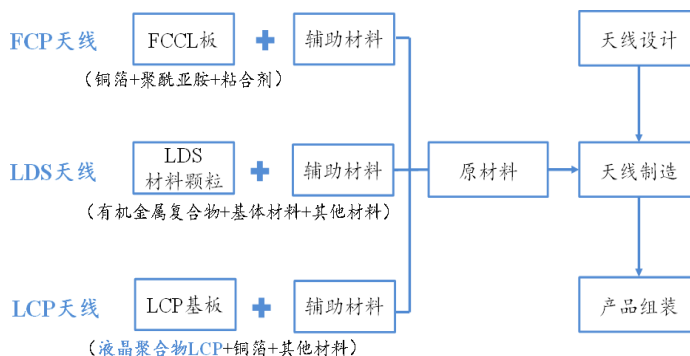 FCP天线
FCCL板
辅助材料
天线设计
（铜箔+聚酰亚胺+粘合剂）
LDS天线
LDS
材料颗粒
辅助材料
原材料
天线制造
（有机金属复合物+基体材料+其他材料）
LCP天线
LCP基板
辅助材料
产品组装
（液晶聚合物LCP+铜箔+其他材料）